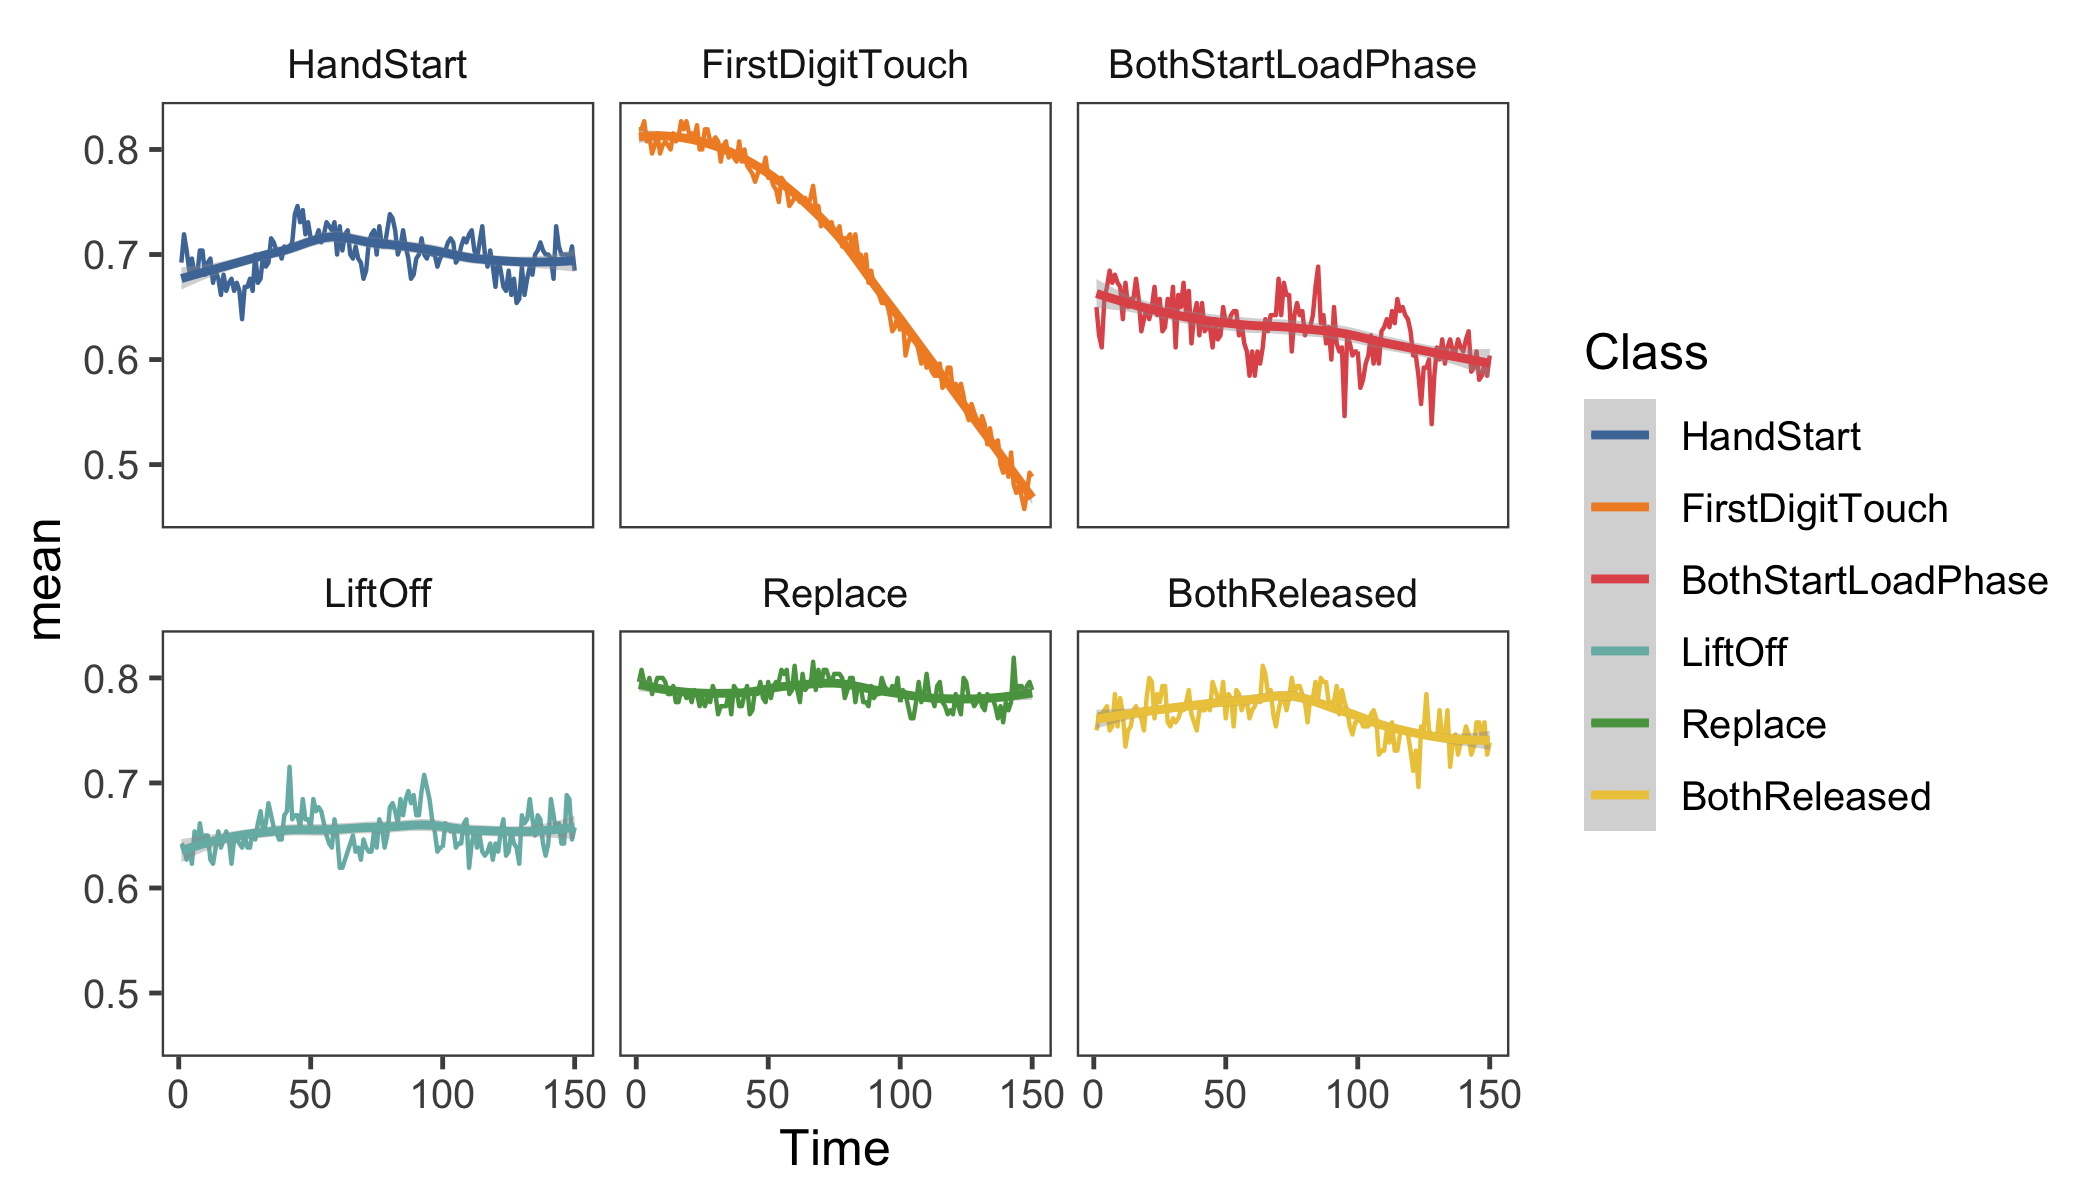 HandStart FirstDigitTouch BothStartLoadPhase
0.8
0.7
0.6
0.5
LiftOff Replace BothReleased
0.8
0.7
0.6
0.5
0 50 100 150 0 50 100 150 0 50 100 150
Time
mean
Class
HandStart
FirstDigitTouch
BothStartLoadPhase
LiftOff
Replace
BothReleased